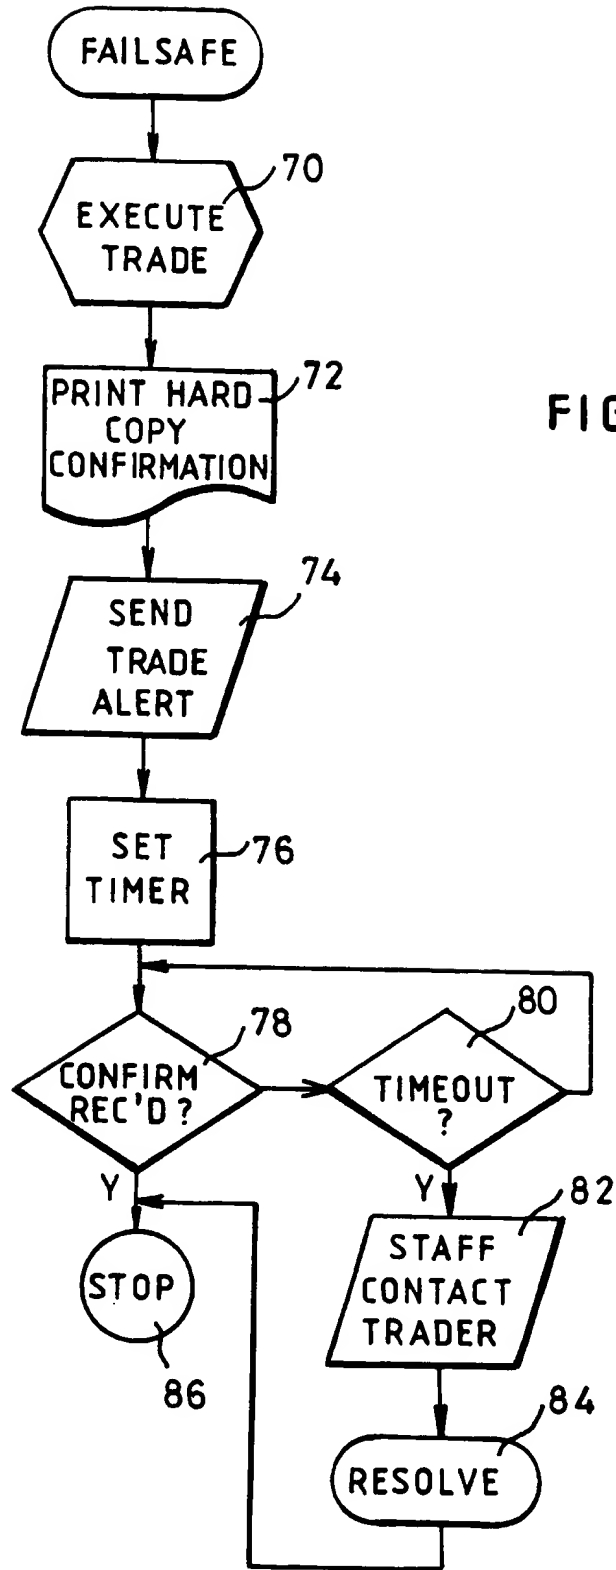 FAILSAFE
70
EXECUTE
TRADE
72
PRINT HARD
COPY
CONFIRMATION
FIG
74
SEND
TRADE
ALERT
SET
TIMER
76
78
CONFIRM
REC'D?
80
TIMEOUT
?
Y
Y
82
STAFF
CONTACT
TRADER
STOP
86
84
RESOLVE